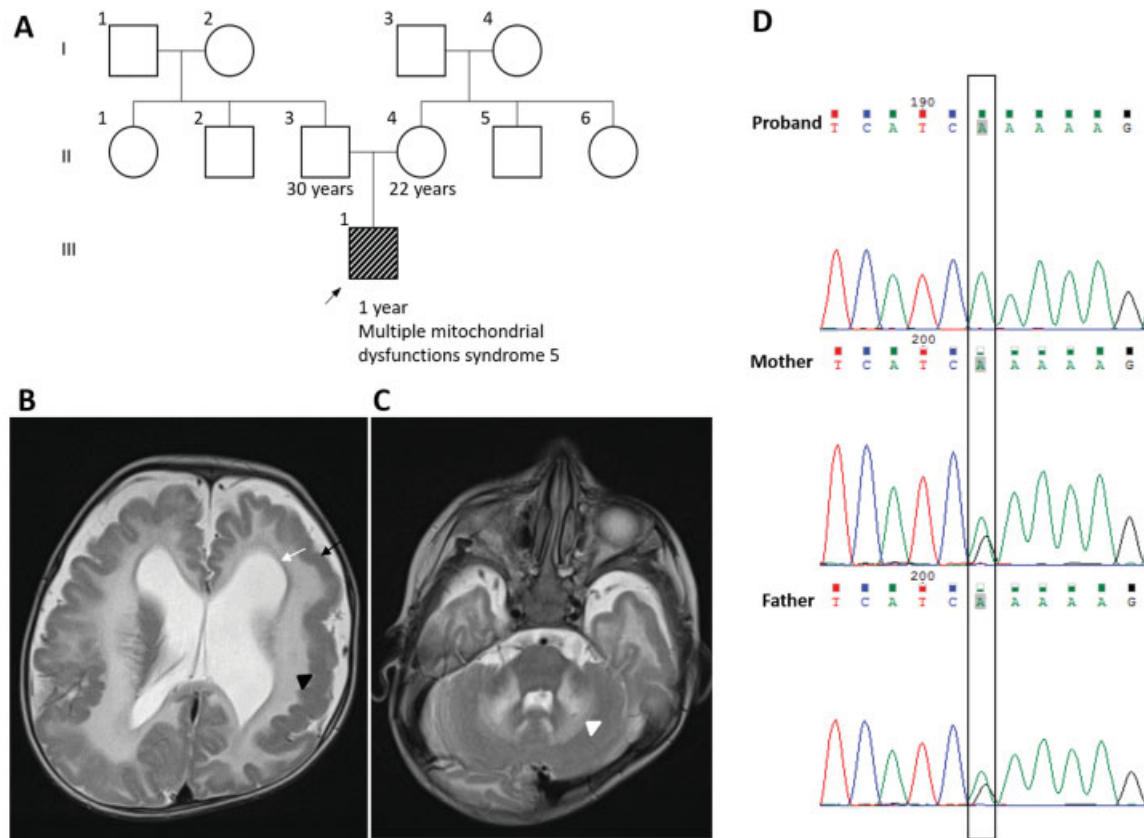 A
I
1
2
3
4
II
1
2
3
4
5
6
30 years
22 years
III
1
1 year
Multiple mitochondrial
dysfunctions syndrome 5
B
C
D
190
Proband
T C A T C A A A A A G
200
Mother
T C A T C A A A A A G
200
Father
T C A T C A A A A A G